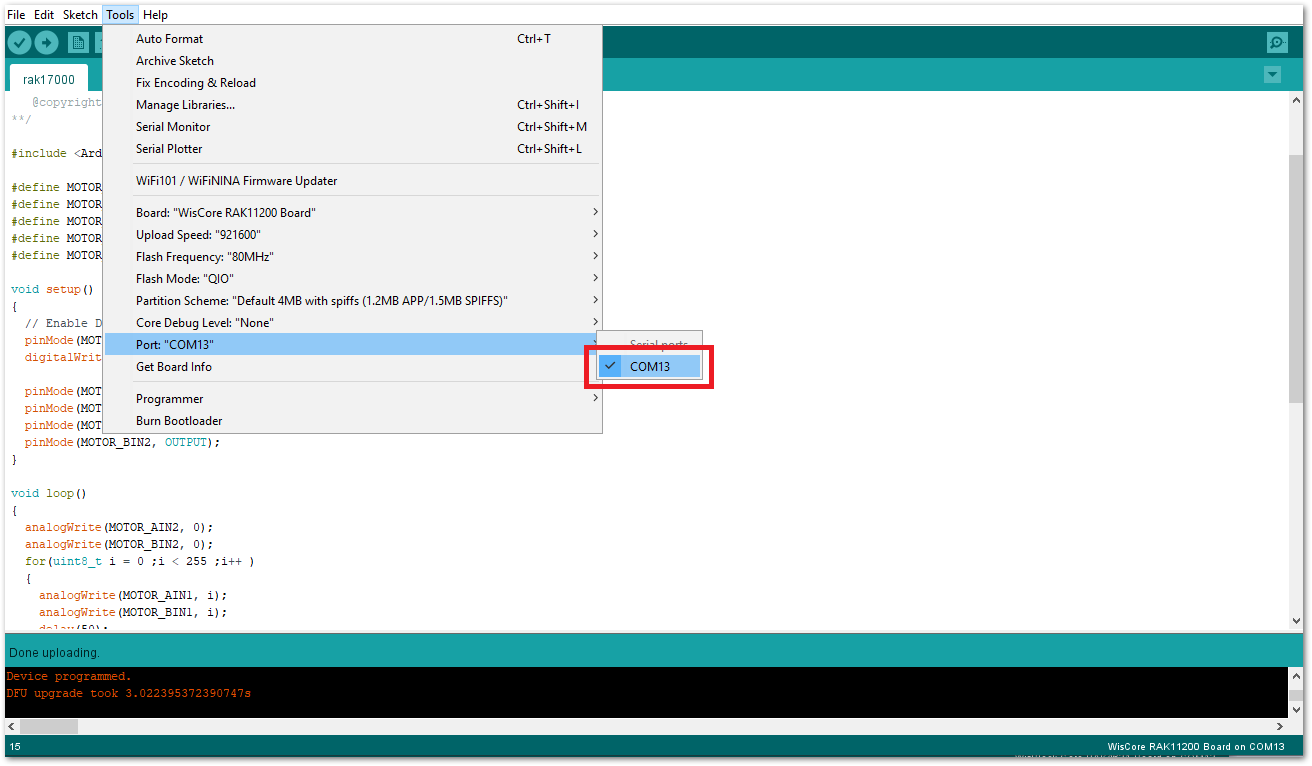 File Edit Sketch Tools Help
rak17000
Auto Format Ctrl+T
Archive Sketch
Fix Encoding & Reload
Manage Libraries... Ctrl+Shift+I
Serial Monitor Ctrl+Shift+M
Serial Plotter Ctrl+Shift+L
WiFi101 / WiFiNINA Firmware Updater
Board: "WisCore RAK11200 Board"
Upload Speed: "921600"
Flash Frequency: "80MHz"
Flash Mode: "QIO"
Partition Scheme: "Default 4MB with spiffs (1.2MB APP/1.5MB SPIFFS)"
Core Debug Level: "None"
Port: "COM13"
Get Board Info
Programmer
Burn Bootloader
Serial ports
COM13
@copyright
**/
#include <Ard
#define MOTOR
#define MOTOR
#define MOTOR
#define MOTOR
#define MOTOR
void setup()
{
// Enable D
pinMode(MOT
digitalWrit
pinMode(MOT
pinMode(MOT
pinMode(MOT
pinMode(MOTOR_BIN2, OUTPUT);
}
void loop()
{
analogWrite(MOTOR_AIN2, 0);
analogWrite(MOTOR_BIN2, 0);
for(uint8_t i = 0 ;i < 255 ;i++ )
{
analogWrite(MOTOR_AIN1, i);
analogWrite(MOTOR_BIN1, i);
delay(50);
Done uploading.
Device programmed.
DFU upgrade took 3.022395372390747s
15 WisCore RAK11200 Board on COM13